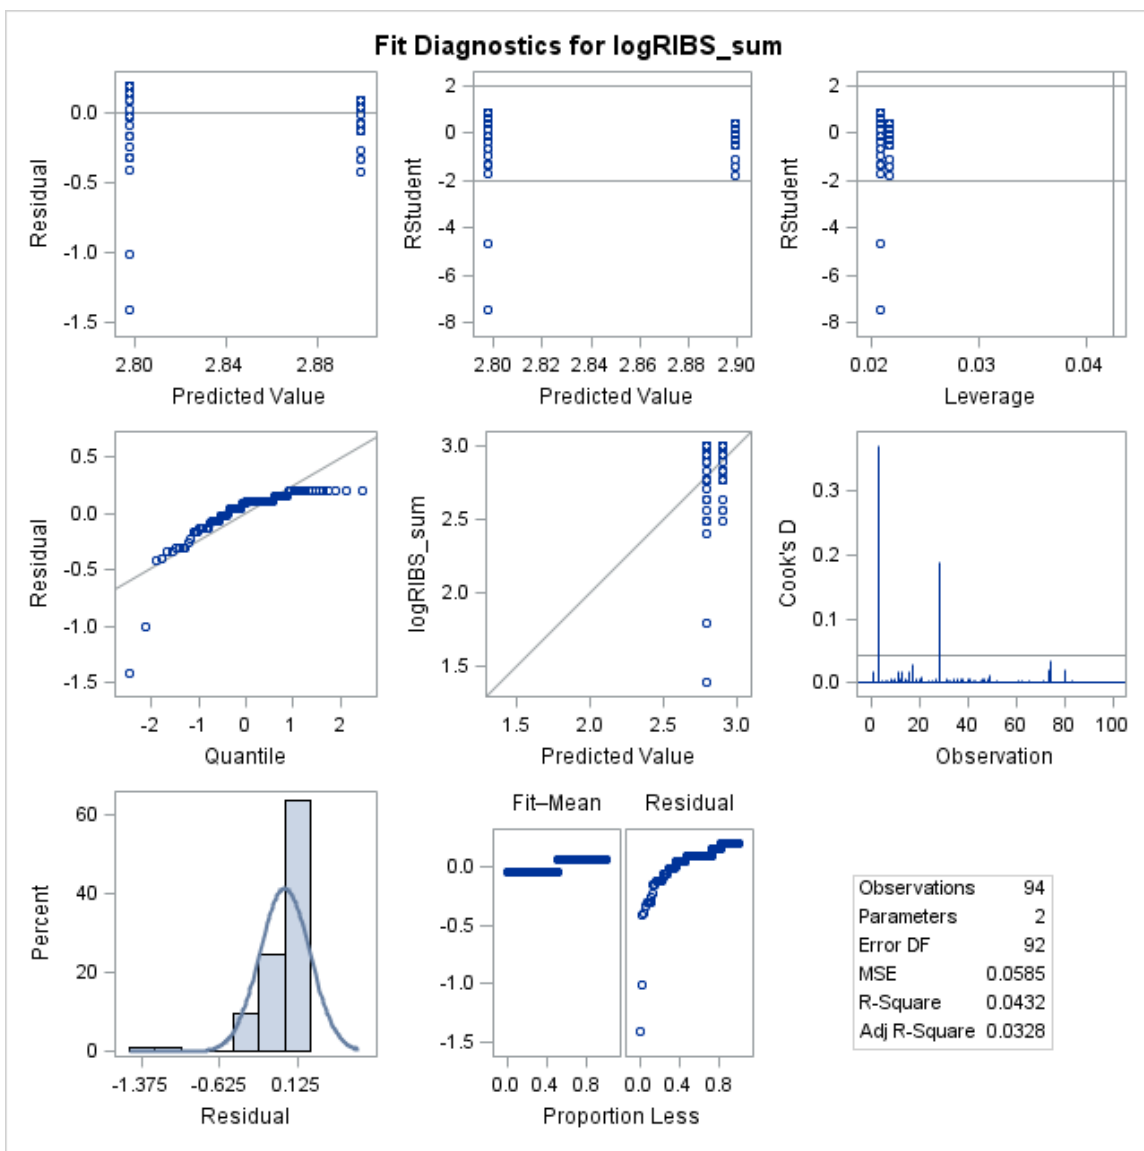 Fit Diagnostics for logRIBS_sum
0.0
-0.5
-1.0
-1.5
Residual
2.80 2.84 2.88
Predicted Value
2
0
-2
-4
-6
-8
RStudent
2.80 2.82 2.84 2.86 2.88 2.90
Predicted Value
2
0
-2
-4
-6
-8
RStudent
0.02 0.03 0.04
Leverage
0.5
0.0
-0.5
-1.0
-1.5
Residual
-2 -1 0 1 2
Quantile
3.0
2.5
2.0
1.5
logRIBS_sum
1.5 2.0 2.5 3.0
Predicted Value
0.3
0.2
0.1
0.0
Cook's D
0 20 40 60 80 100
Observation
60
40
20
0
Percent
-1.375 -0.625 0.125
Residual
Fit–Mean Residual
0.0
-0.5
-1.0
-1.5
0.0 0.4 0.8 0.0 0.4 0.8
Proportion Less
Observations 94
Parameters 2
Error DF 92
MSE 0.0585
R-Square 0.0432
Adj R-Square 0.0328